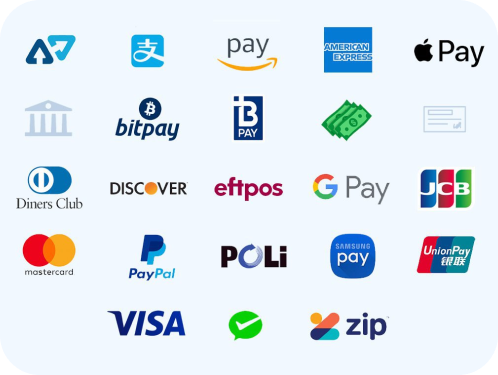 支
pay
AMERICAN
EXPRESS
Pay
bitpay
B
PAY
Diners Club
DISCOVER
eftpos
G Pay
JCB
mastercard
PayPal
POLi
SAMSUNG
pay
UnionPay
银联
VISA
zip